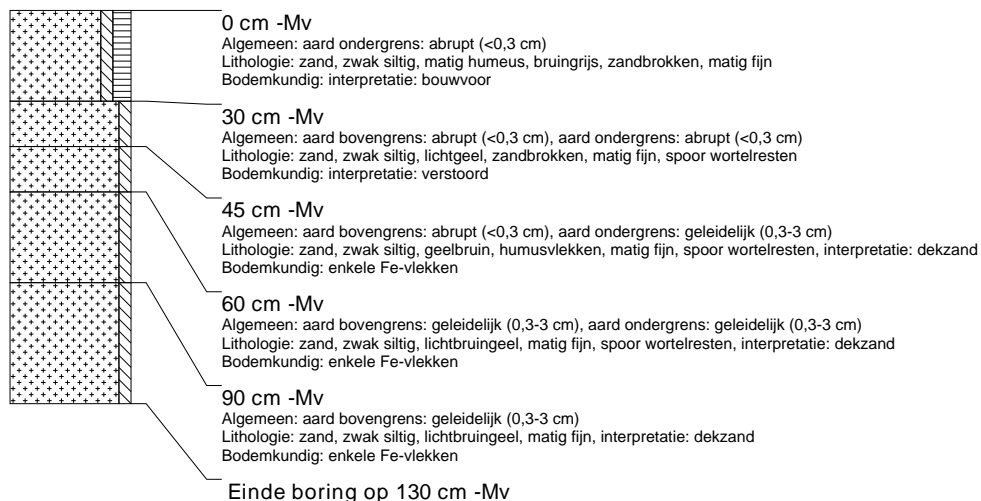 0 cm -Mv
Algemeen: aard ondergrens: abrupt (<0,3 cm)
Lithologie: zand, zwak siltig, matig humeus, bruingrijs, zandbrokken, matig fijn
Bodemkundig: interpretatie: bouwvoor
30 cm -Mv
Algemeen: aard bovengrens: abrupt (<0,3 cm), aard ondergrens: abrupt (<0,3 cm)
Lithologie: zand, zwak siltig, lichtgeel, zandbrokken, matig fijn, spoor wortelresten
Bodemkundig: interpretatie: verstoord
45 cm -Mv
Algemeen: aard bovengrens: abrupt (<0,3 cm), aard ondergrens: geleidelijk (0,3-3 cm)
Lithologie: zand, zwak siltig, geelbruin, humusvlekken, matig fijn, spoor wortelresten, interpretatie: dekzand
Bodemkundig: enkele Fe-vlekken
60 cm -Mv
Algemeen: aard bovengrens: geleidelijk (0,3-3 cm), aard ondergrens: geleidelijk (0,3-3 cm)
Lithologie: zand, zwak siltig, lichtbruingeel, matig fijn, spoor wortelresten, interpretatie: dekzand
Bodemkundig: enkele Fe-vlekken
90 cm -Mv
Algemeen: aard bovengrens: geleidelijk (0,3-3 cm)
Lithologie: zand, zwak siltig, lichtbruingeel, matig fijn, interpretatie: dekzand
Bodemkundig: enkele Fe-vlekken
Einde boring op 130 cm -Mv